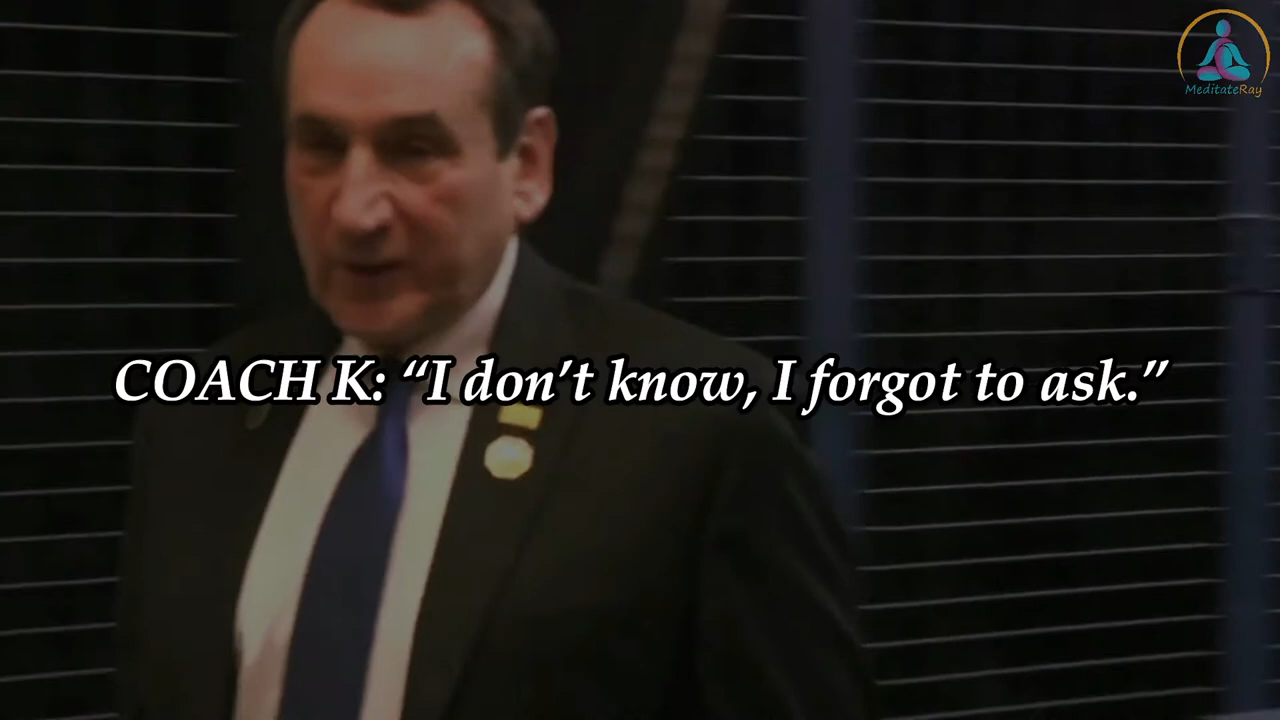 MeditateRay
COACH K: “I don’t know, I forgot to ask.”